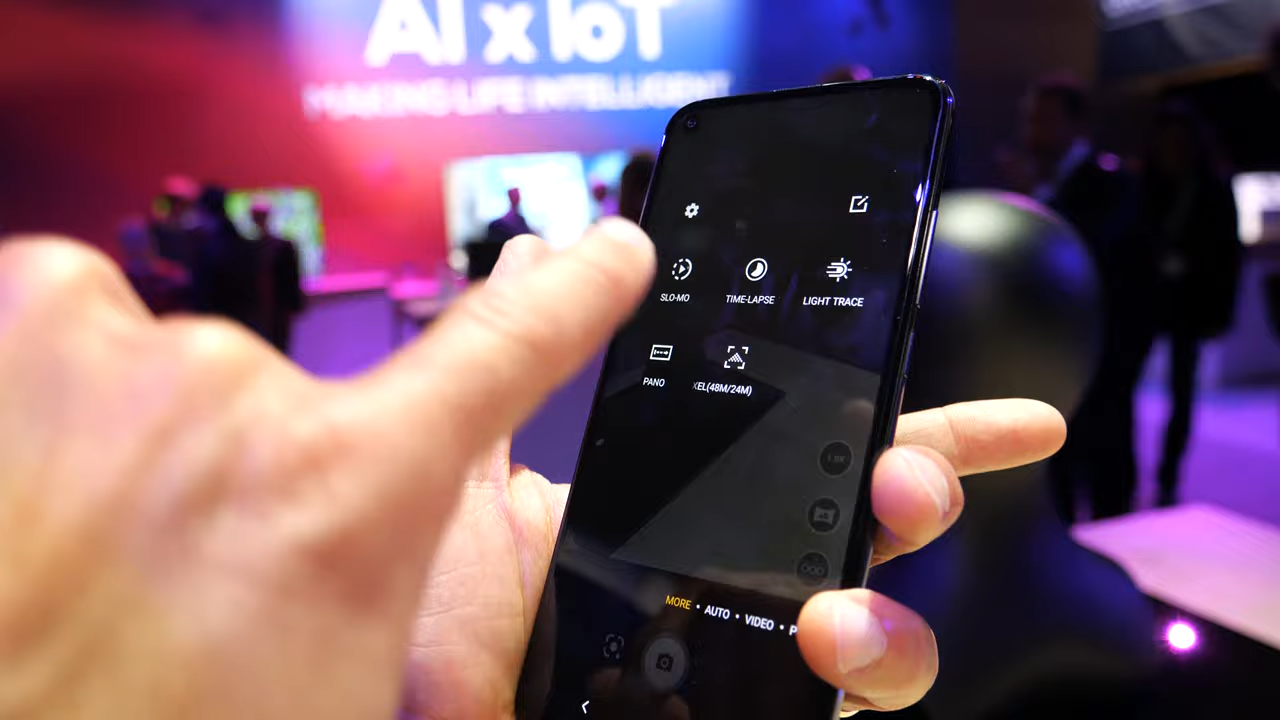 AI x IoT
MAKING LIFE INTELLIGENT
SLO-MO
TIME-LAPSE
LIGHT TRACE
PANO
XEL(48M/24M)
MORE • AUTO • VIDEO • P